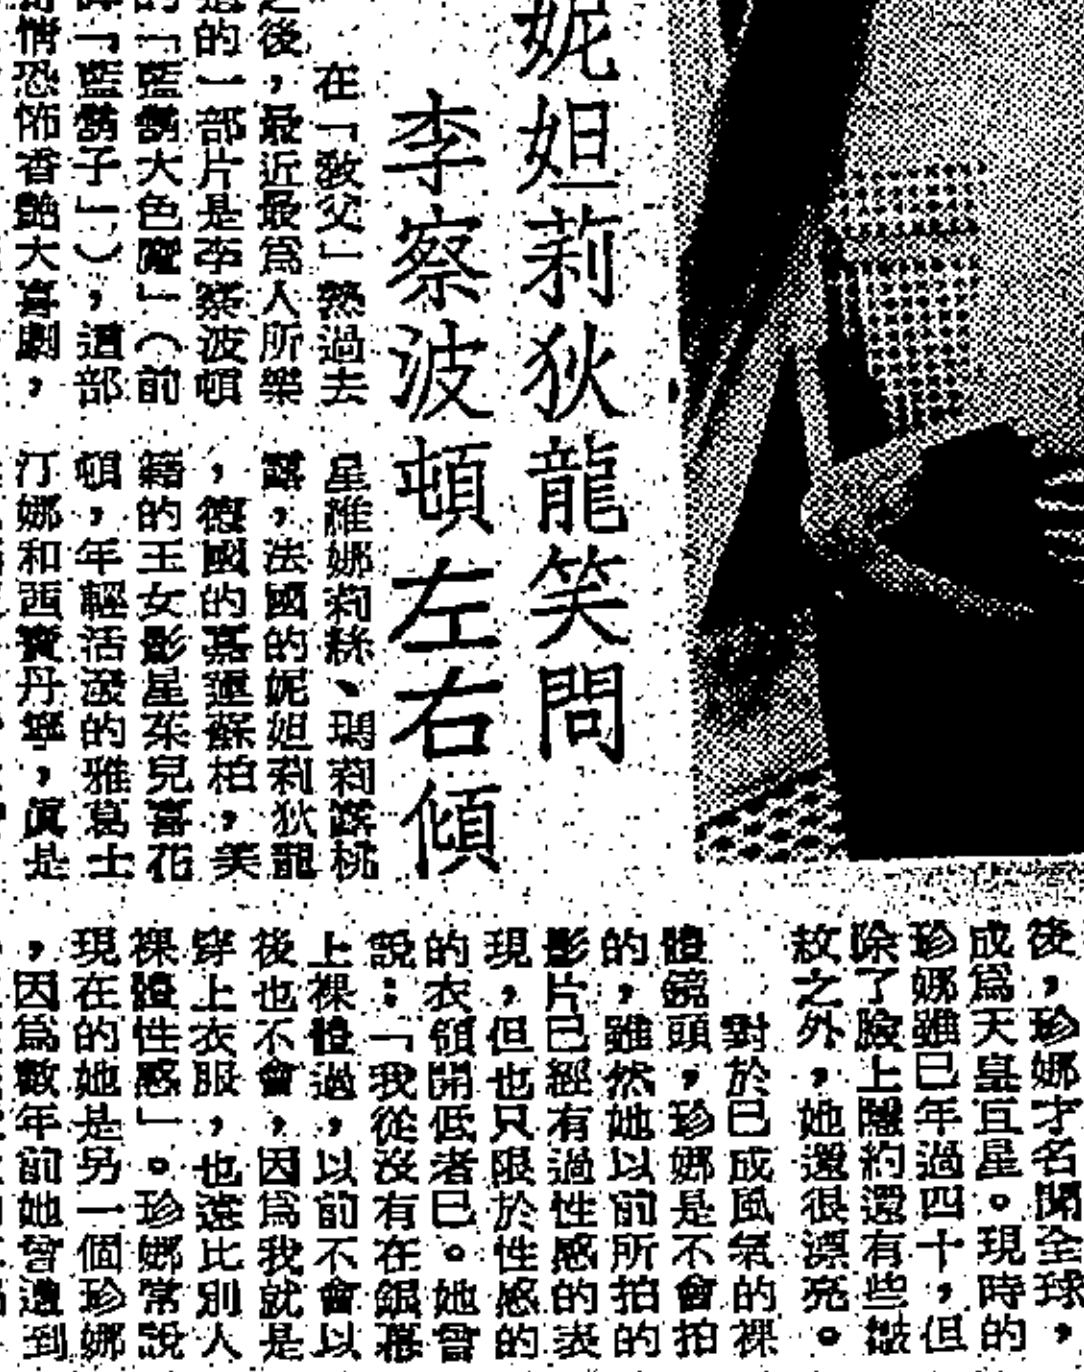 妮妲莉狄龍笑問
李察波頓左右傾
在「教父」熱過去
之後,最近最爲人所樂
道的一部片是李察波頓
的「藍鬍大色魔」(前
譯「藍鬍子」),這部
情恐怖香艷大喜劇,
星維娜莉絲、瑪莉露桃
露,法國的妮妲莉狄龍
,德國的嘉蓮蘇柏,美
籍的玉女影星茱兒喜花
頓,年輕活潑的雅葛士
汀娜和西寶丹寧,眞是
後,珍娜才名聞全球,
成爲天皇巨星。現時的
珍娜雖已年過四十,但
除了臉上隱約還有些皺
紋之外,她還很漂亮。
對於已成風氣的裸
體鏡頭,珍娜是不會拍
的,雖然她以前所拍的
影片已經有過性感的表
現,但也只限於性感的
的衣領開低者已。她曾
說:「我從沒有在銀幕
上裸體過,以前不會以
後也不會,因爲我就是
穿上衣服,也遠比別人
裸體性感」。珍娜常說
現在的她是另一個珍娜
,因爲數年前她曾遭到